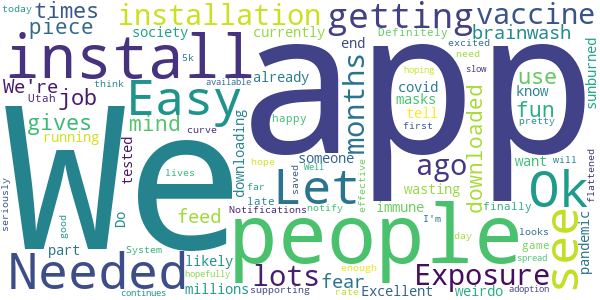 today
times
piece
installation
society
currently
getting
Definitely
vaccine
brainwash
install
app
5k
end
excited
think
already
available
need
slow
hoping
We're
job
Utah
Easy
months
covid
masks
use
know
fun
sunburned
gives
mind
running
tested
curve
happy
tell
first
pretty
We
Let
someone
ago
downloaded
want
will
Ok
see
flattened
seriously
Do
lives
hope
saved
Well
downloading
effective
wasting
finally
feed
far
late
Notifications
notify
immune
I'm
people
looks
day
game
spread
pandemic
part
good
System
likely
lots
fear
enough
Exposure
Needed
millions
hopefully
continues
supporting
rate
Excellent
weirdo
adoption